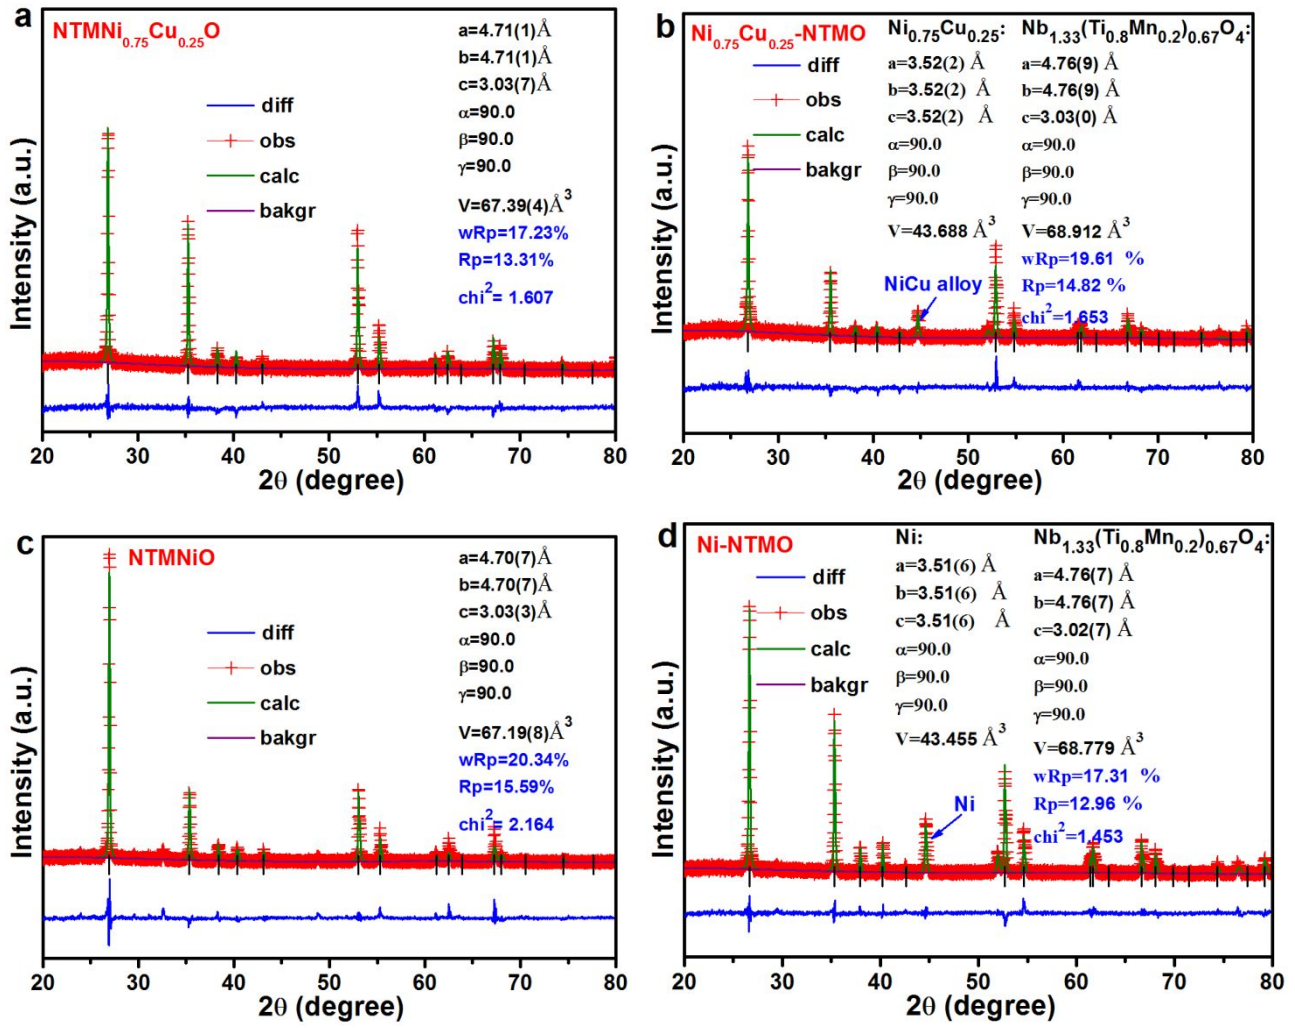 a
NTMNi0.75Cu0.25O
a=4.71(1)Å
b=4.71(1)Å
c=3.03(7)Å
α=90.0
β=90.0
γ=90.0
V=67.39(4)Å3
wRp=17.23%
Rp=13.31%
chi2= 1.607
diff
obs
calc
bakgr
Intensity (a.u.)
20 30 40 50 60 70 80
2θ (degree)
b
Ni0.75Cu0.25-NTMO
diff
obs
calc
bakgr
Ni0.75Cu0.25:
a=3.52(2) Å
b=3.52(2) Å
c=3.52(2) Å
α=90.0
β=90.0
γ=90.0
V=43.688 Å3
Nb1.33(Ti0.8Mn0.2)0.67O4:
a=4.76(9) Å
b=4.76(9) Å
c=3.03(0) Å
α=90.0
β=90.0
γ=90.0
V=68.912 Å3
wRp=19.61 %
Rp=14.82 %
chi2=1.653
NiCu alloy
Intensity (a.u.)
20 30 40 50 60 70 80
2θ (degree)
c
NTMNiO
a=4.70(7)Å
b=4.70(7)Å
c=3.03(3)Å
α=90.0
β=90.0
γ=90.0
V=67.19(8)Å3
wRp=20.34%
Rp=15.59%
chi2= 2.164
diff
obs
calc
bakgr
Intensity (a.u.)
20 30 40 50 60 70 80
2θ (degree)
d
Ni-NTMO
diff
obs
calc
bakgr
Ni:
a=3.51(6) Å
b=3.51(6) Å
c=3.51(6) Å
α=90.0
β=90.0
γ=90.0
V=43.455 Å3
Nb1.33(Ti0.8Mn0.2)0.67O4:
a=4.76(7) Å
b=4.76(7) Å
c=3.02(7) Å
α=90.0
β=90.0
γ=90.0
V=68.779 Å3
wRp=17.31 %
Rp=12.96 %
chi2=1.453
Ni
Intensity (a.u.)
20 30 40 50 60 70 80
2θ (degree)